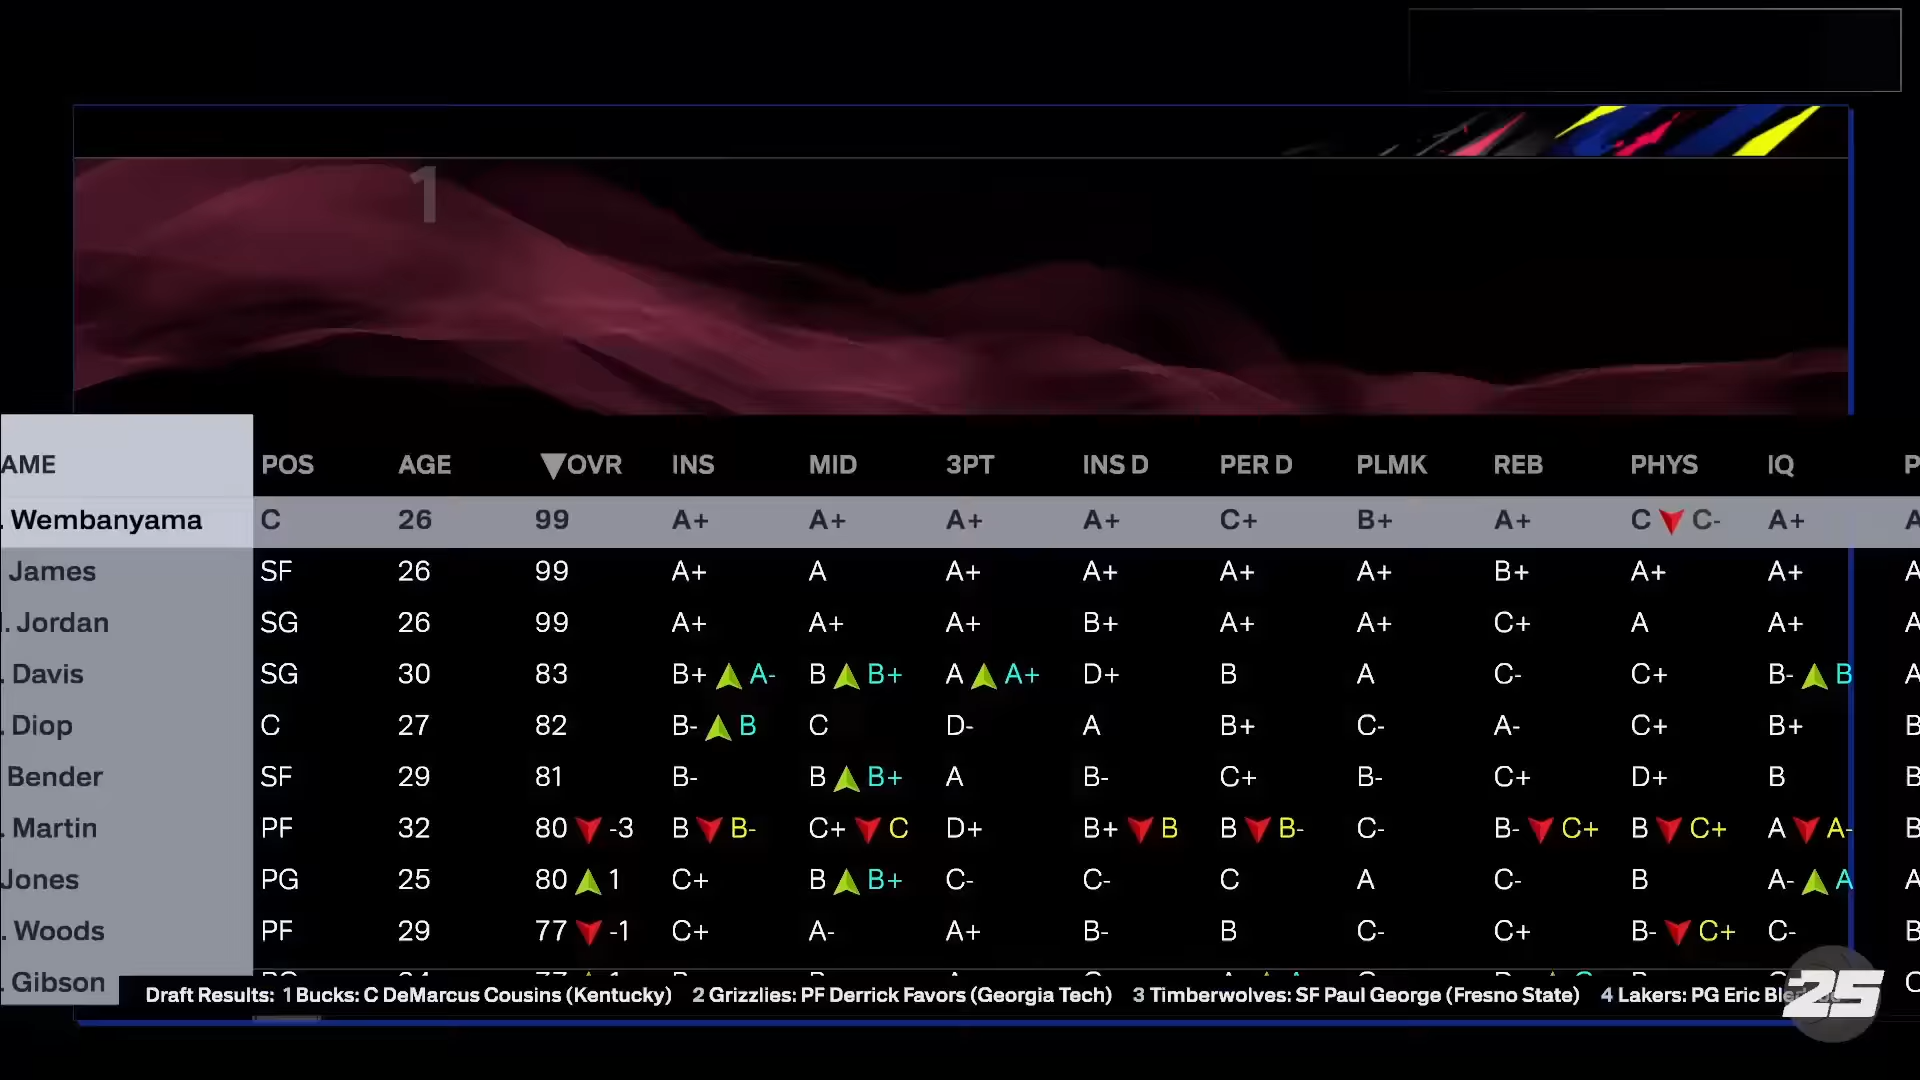 1
AME POS AGE ▼OVR INS MID 3PT INS D PER D PLMK REB PHYS IQ P
. Wembanyama C 26 99 A+ A+ A+ A+ C+ B+ A+ C ▼ C- A+ A
James SF 26 99 A+ A A+ A+ A+ A+ B+ A+ A+ A
. Jordan SG 26 99 A+ A+ A+ B+ A+ A+ C+ A A+ A
. Davis SG 30 83 B+ ▲ A- B ▲ B+ A ▲ A+ D+ B A C- C+ B- ▲ B A
. Diop C 27 82 B- ▲ B C D- A B+ C- A- C+ B+ B
Bender SF 29 81 B- B ▲ B+ A B- C+ B- C+ D+ B B
. Martin PF 32 80 ▼ -3 B ▼ B- C+ ▼ C D+ B+ ▼ B B ▼ B- C- B- ▼ C+ B ▼ C+ A ▼ A- B
Jones PG 25 80 ▲ 1 C+ B ▲ B+ C- C- C A C- B A- ▲ A A
. Woods PF 29 77 ▼ -1 C+ A- A+ B- B C- C+ B- ▼ C+ C- B
. Gibson
Draft Results: 1 Bucks: C DeMarcus Cousins (Kentucky) 2 Grizzlies: PF Derrick Favors (Georgia Tech) 3 Timberwolves: SF Paul George (Fresno State) 4 Lakers: PG Eric
25